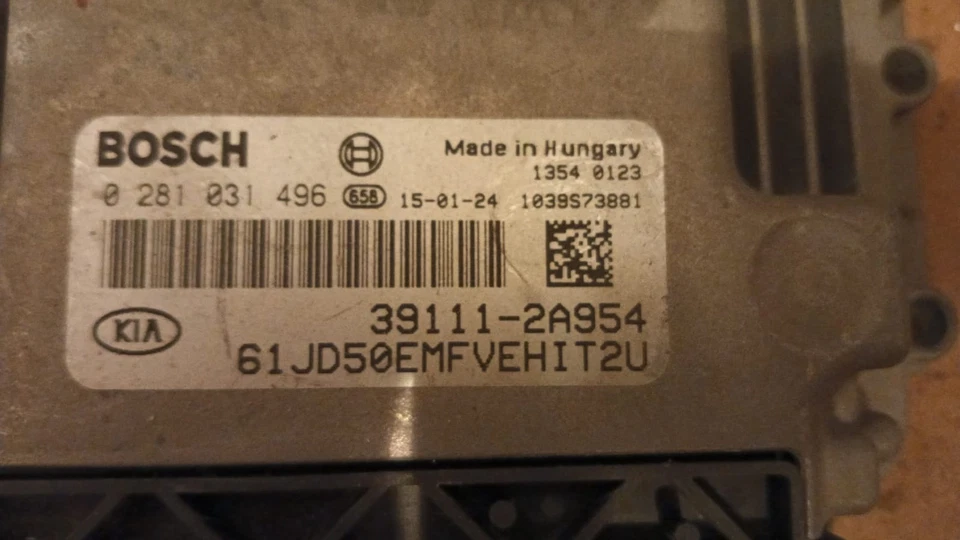 BOSCH
Made in Hungary
1354 0123
0 281 031 496 658 15-01-24 1039S73881
KIA
39111-2A954
61JD50EMFVEHIT2U